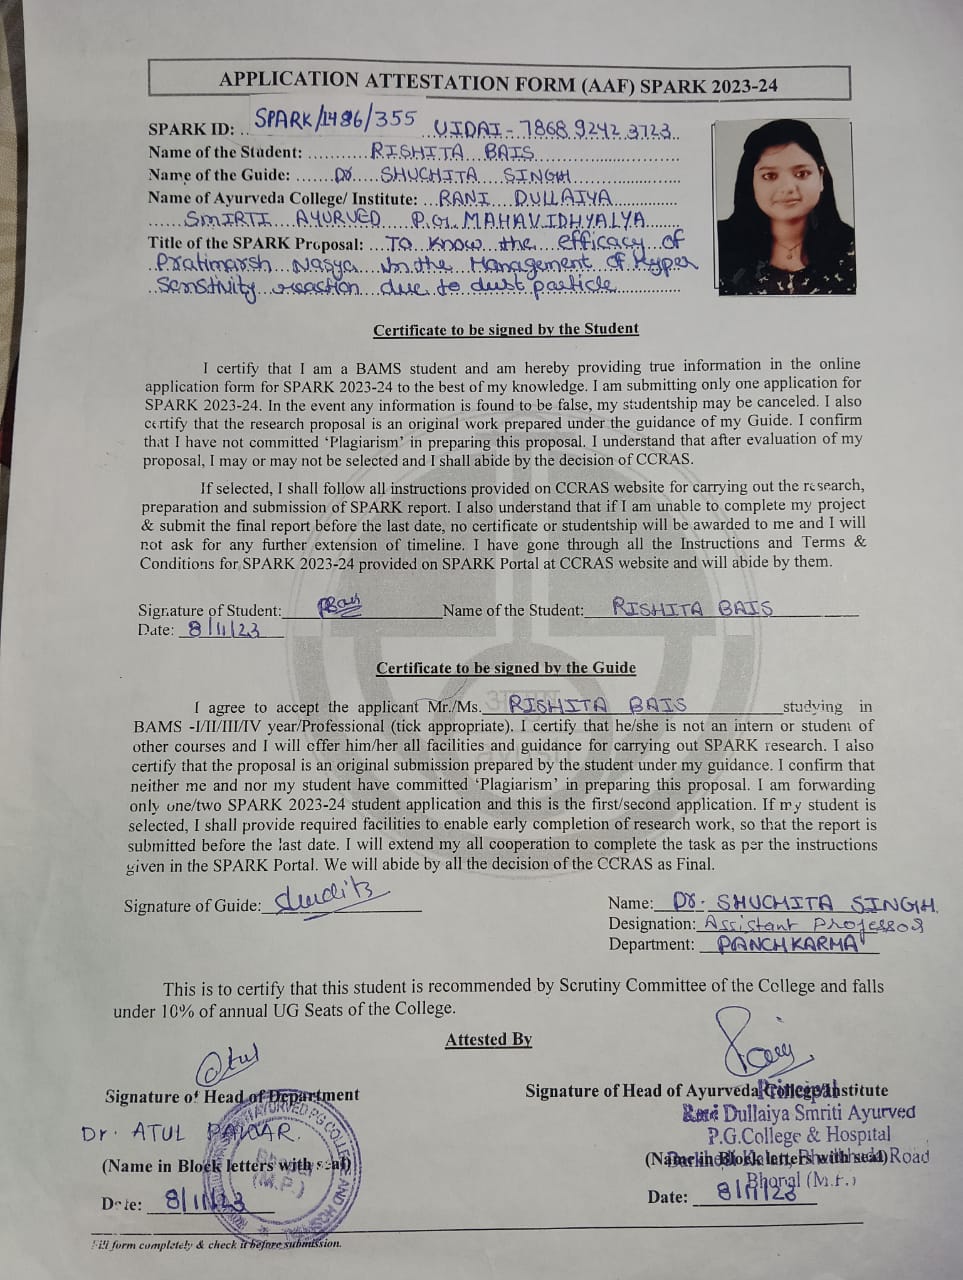 APPLICATION ATTESTATION FORM (AAF) SPARK 2023-24
SPARK ID: .. SPARK/1486/355 ..UIDAI - 7868 9242 3723..
Name of the Student: ..........RISHITA BAIS..............................
Name of the Guide: .......Dr..... SHUCHITA SINGH......................
Name of Ayurveda College/ Institute: ...RANI DULLAIYA............
......SMIRTI AYURVED P.G. MAHAVIDHYALYA.......
Title of the SPARK Proposal: ...To know the efficacy of
Pratimarsh Nasya in the Management of Hyper
Senstivity reaction due to dust particle................
Certificate to be signed by the Student
I certify that I am a BAMS student and am hereby providing true information in the online
application form for SPARK 2023-24 to the best of my knowledge. I am submitting only one application for
SPARK 2023-24. In the event any information is found to be false, my studentship may be canceled. I also
certify that the research proposal is an original work prepared under the guidance of my Guide. I confirm
that I have not committed ‘Plagiarism’ in preparing this proposal. I understand that after evaluation of my
proposal, I may or may not be selected and I shall abide by the decision of CCRAS.
If selected, I shall follow all instructions provided on CCRAS website for carrying out the research,
preparation and submission of SPARK report. I also understand that if I am unable to complete my project
& submit the final report before the last date, no certificate or studentship will be awarded to me and I will
not ask for any further extension of timeline. I have gone through all the Instructions and Terms &
Conditions for SPARK 2023-24 provided on SPARK Portal at CCRAS website and will abide by them.
Signature of Student: Name of the Student: RISHITA BAIS
Date: 8/11/23
Certificate to be signed by the Guide
I agree to accept the applicant Mr./Ms. RISHITA BAIS studying in
BAMS -I/II/III/IV year/Professional (tick appropriate). I certify that he/she is not an intern or student of
other courses and I will offer him/her all facilities and guidance for carrying out SPARK research. I also
certify that the proposal is an original submission prepared by the student under my guidance. I confirm that
neither me and nor my student have committed ‘Plagiarism’ in preparing this proposal. I am forwarding
only one/two SPARK 2023-24 student application and this is the first/second application. If my student is
selected, I shall provide required facilities to enable early completion of research work, so that the report is
submitted before the last date. I will extend my all cooperation to complete the task as per the instructions
given in the SPARK Portal. We will abide by all the decision of the CCRAS as Final.
Signature of Guide: Name: Dr. SHUCHITA SINGH.
Designation: Assistant Professor
Department: PANCHKARMA
This is to certify that this student is recommended by Scrutiny Committee of the College and falls
under 10% of annual UG Seats of the College.
Attested By
Atul
Signature of Head of Department Signature of Head of Ayurveda College/Institute
Principal
Rani Dullaiya Smriti Ayurved
Dr. ATUL PAWAR.
P.G.College & Hospital
(Name in Block letters with seal) (Name in Block letters with seal) Road
Bhopal (M.P.)
Date: 8/11/23 Date: 8/11/23
Fill form completely & check it before submission.